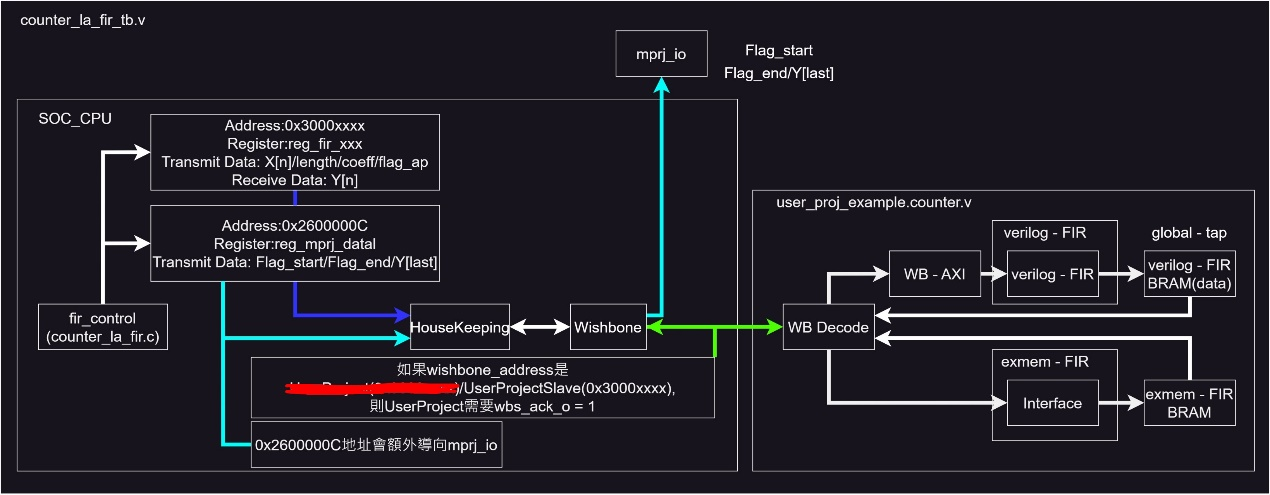 counter_la_fir_tb.v
mprj_io
Flag_start
Flag_end/Y[last]
SOC_CPU
Address:0x3000xxxx
Register:reg_fir_xxx
Transmit Data: X[n]/length/coeff/flag_ap
Receive Data: Y[n]
Address:0x2600000C
Register:reg_mprj_datal
Transmit Data: Flag_start/Flag_end/Y[last]
fir_control
(counter_la_fir.c)
HouseKeeping
Wishbone
如果wishbone_address是
/UserProjectSlave(0x3000xxxx),
則UserProject需要wbs_ack_o = 1
0x2600000C地址會額外導向mprj_io
user_proj_example.counter.v
WB Decode
WB - AXI
verilog - FIR
verilog - FIR
global - tap
verilog - FIR
BRAM(data)
exmem - FIR
Interface
exmem - FIR
BRAM